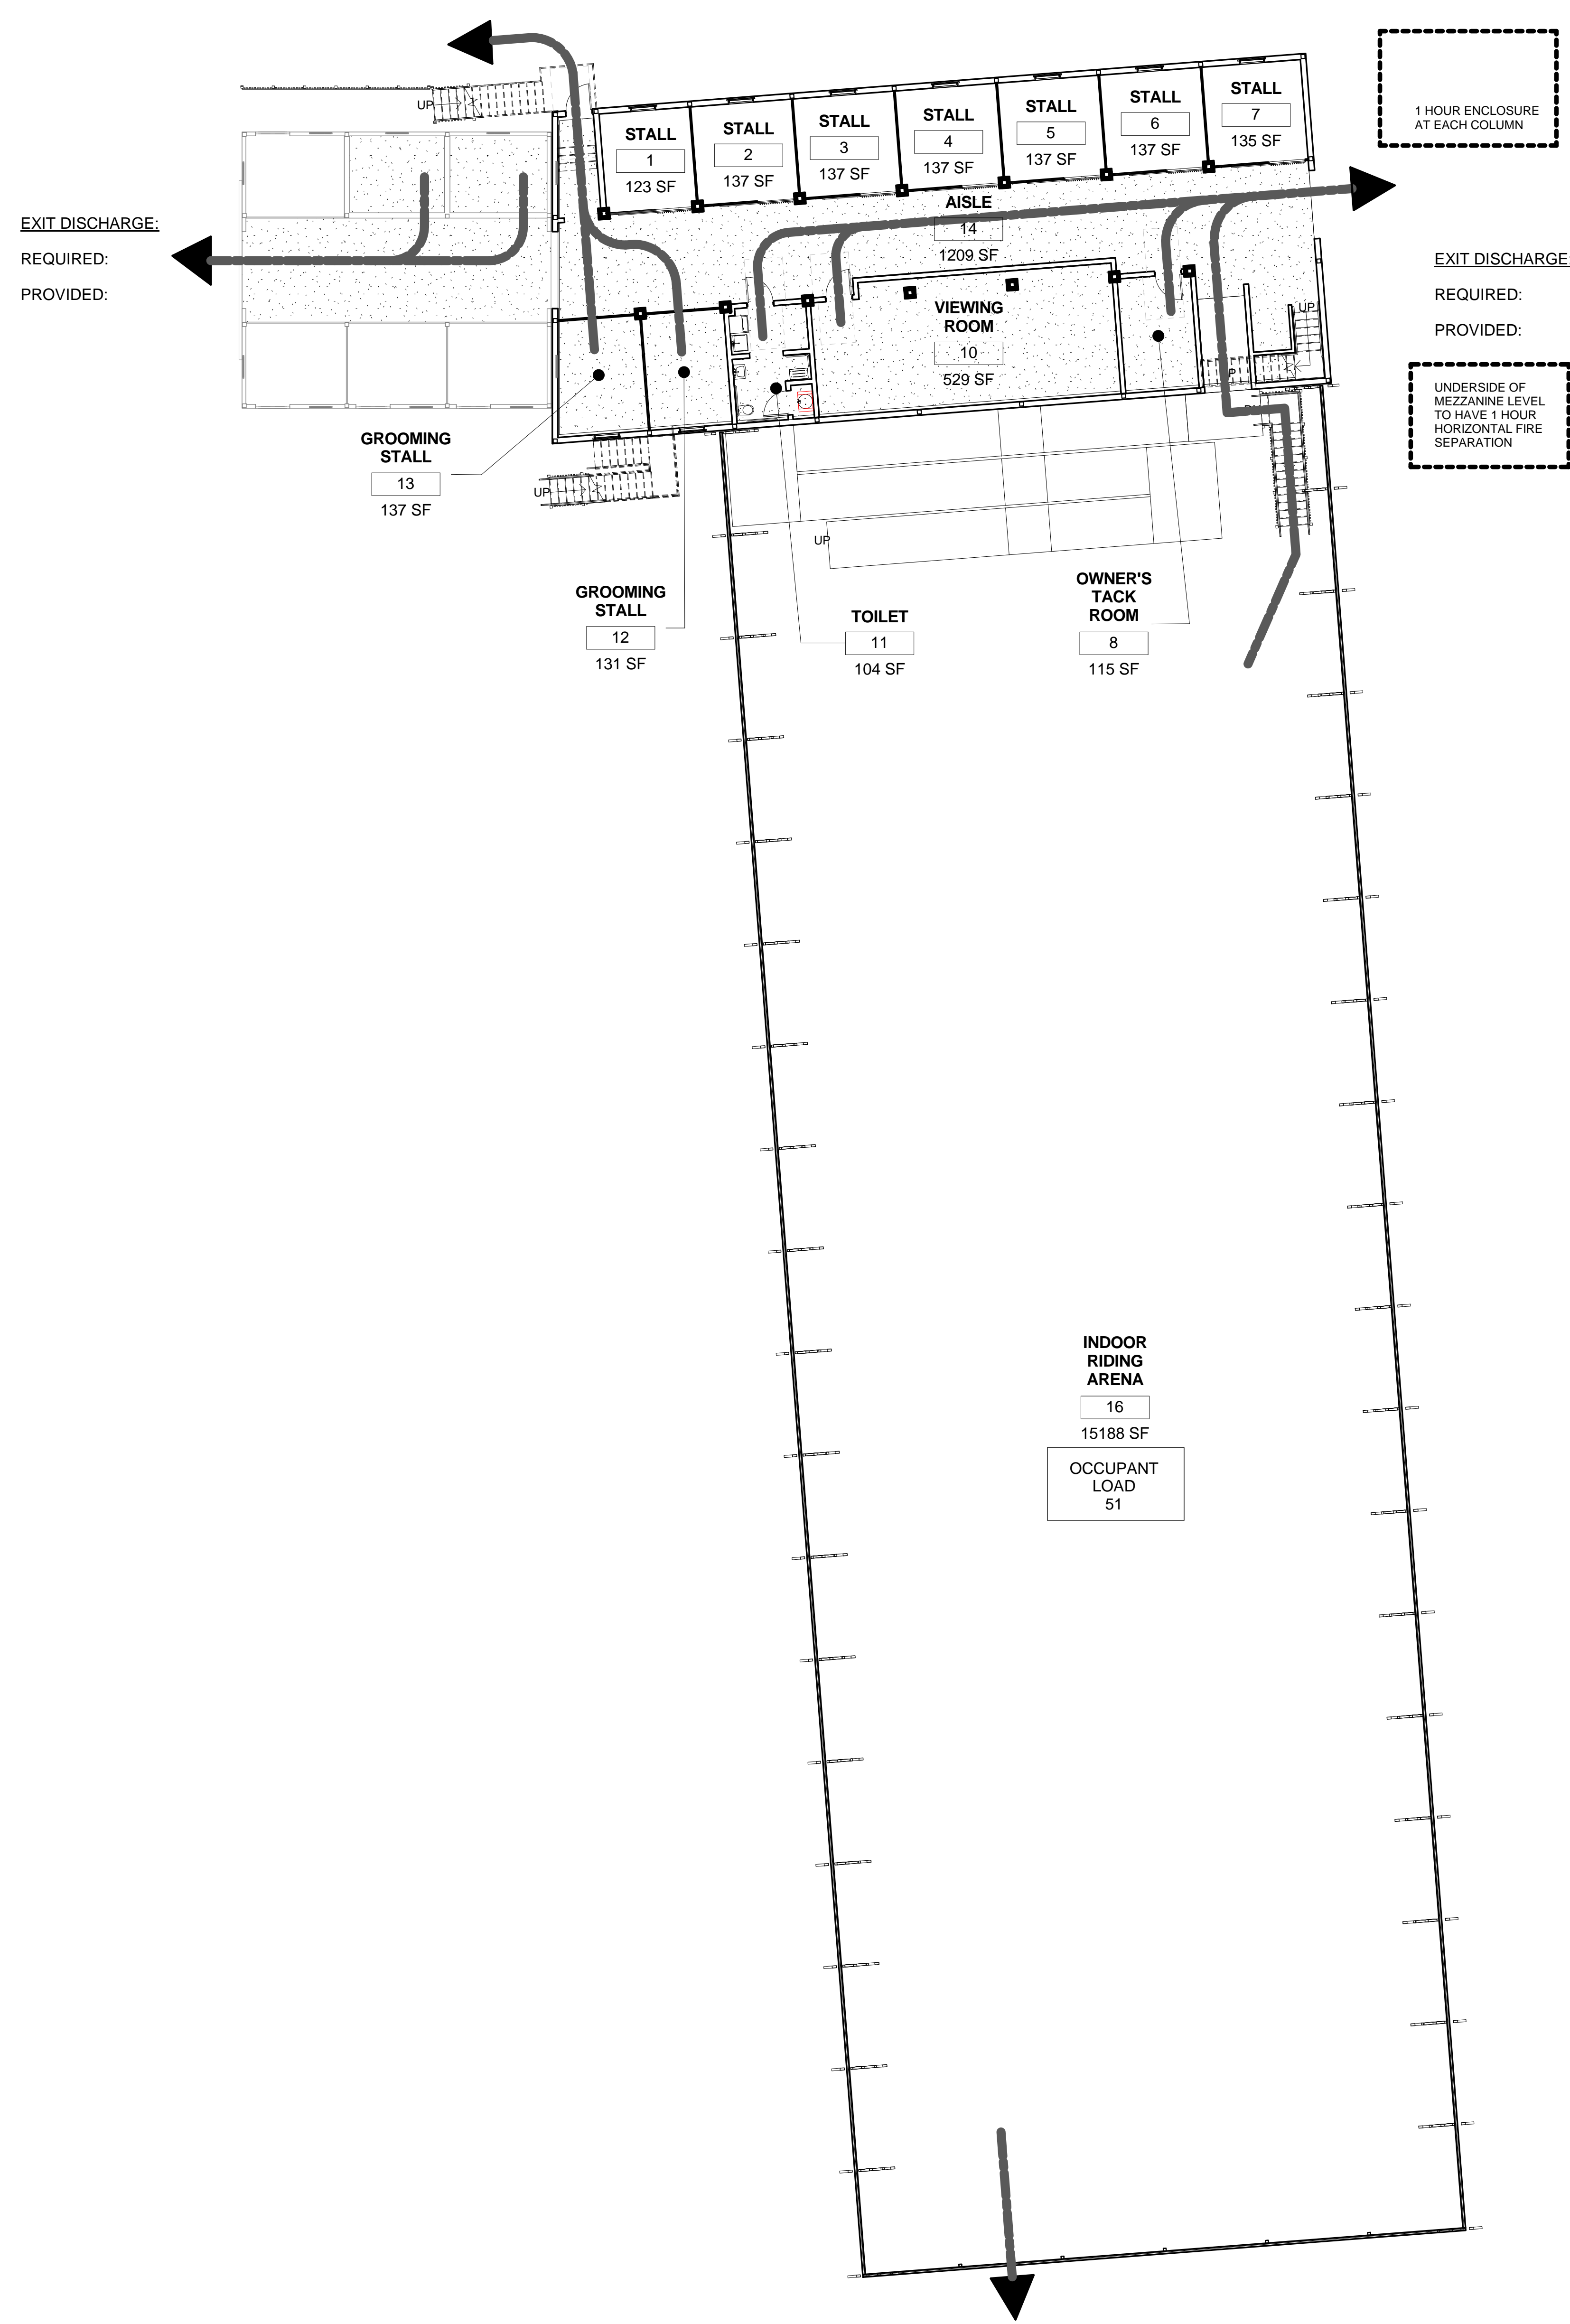 1 HOUR ENCLOSURE
AT EACH COLUMN
UP
STALL
1
123 SF
STALL
2
137 SF
STALL
3
137 SF
STALL
4
137 SF
STALL
5
137 SF
STALL
6
137 SF
STALL
7
135 SF
EXIT DISCHARGE:
REQUIRED:
PROVIDED:
AISLE
14
1209 SF
EXIT DISCHARGE:
REQUIRED:
PROVIDED:
VIEWING
ROOM
10
529 SF
UP
UNDERSIDE OF
MEZZANINE LEVEL
TO HAVE 1 HOUR
HORIZONTAL FIRE
SEPARATION
GROOMING
STALL
13
137 SF
UP
UP
GROOMING
STALL
12
131 SF
TOILET
11
104 SF
OWNER'S
TACK
ROOM
8
115 SF
INDOOR
RIDING
ARENA
16
15188 SF
OCCUPANT
LOAD
51